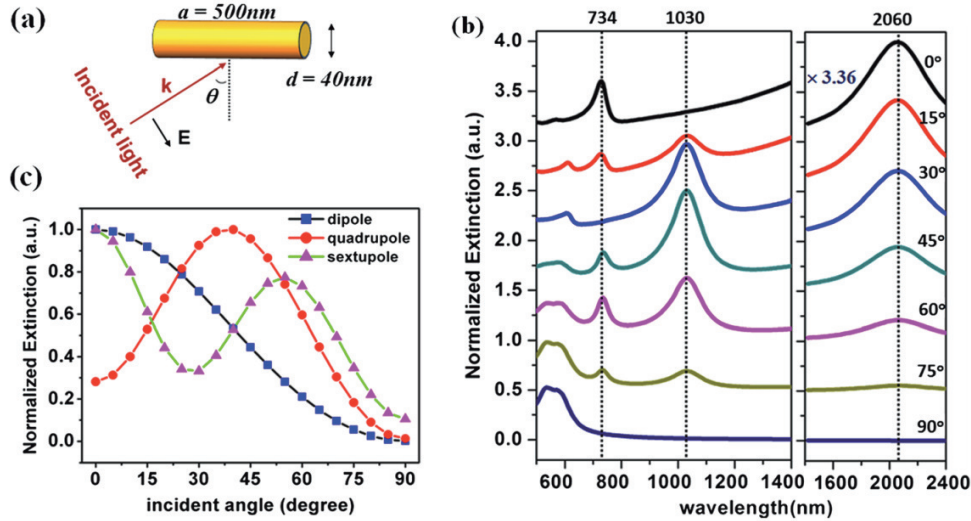 (a)
a = 500nm
d = 40nm
k
θ
E
Incident light
(c)
dipole
quadrupole
sextupole
Normalized Extinction (a.u.)
1.0
0.8
0.6
0.4
0.2
0.0
0 15 30 45 60 75 90
incident angle (degree)
(b)
734 1030 2060
× 3.36
Normalized Extinction (a.u.)
4.0
3.5
3.0
2.5
2.0
1.5
1.0
0.5
0.0
0°
15°
30°
45°
60°
75°
90°
600 800 1000 1200 1400 1600 2000 2400
wavelength(nm)